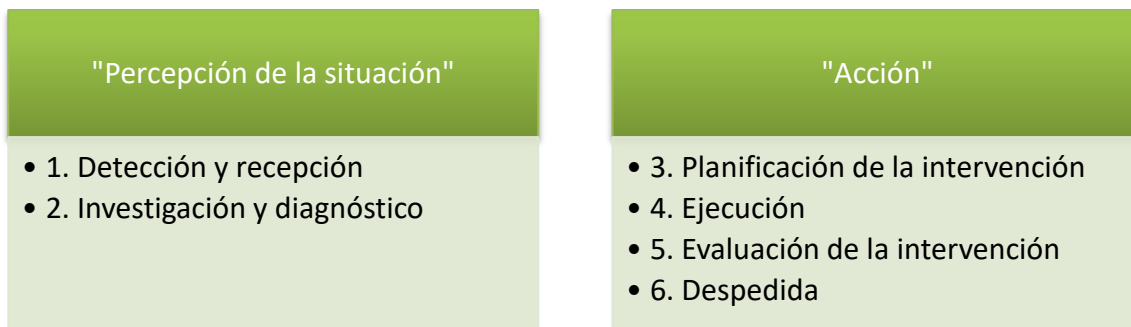 "Percepción de la situación"
• 1. Detección y recepción
• 2. Investigación y diagnóstico
"Acción"
• 3. Planificación de la intervención
• 4. Ejecución
• 5. Evaluación de la intervención
• 6. Despedida